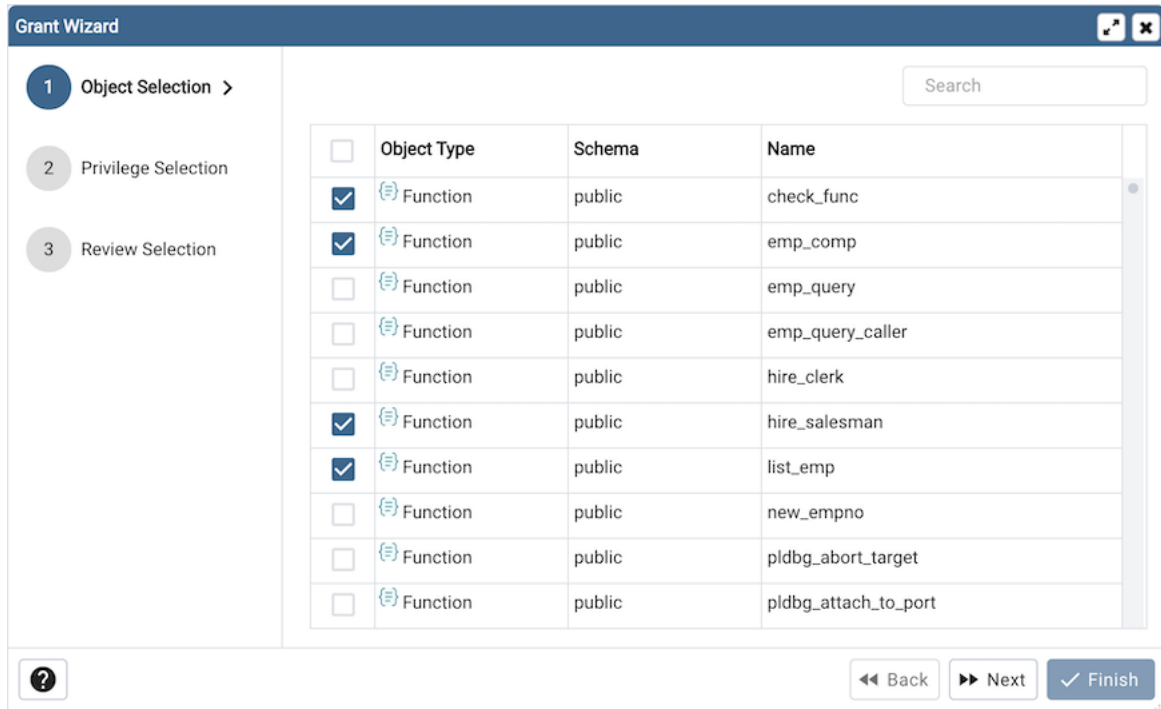 Grant Wizard
1 Object Selection
2 Privilege Selection
3 Review Selection
Search
Object Type Schema Name
Function public check_func
Function public emp_comp
Function public emp_query
Function public emp_query_caller
Function public hire_clerk
Function public hire_salesman
Function public list_emp
Function public new_empno
Function public pldbg_abort_target
Function public pldbg_attach_to_port
? Back Next Finish